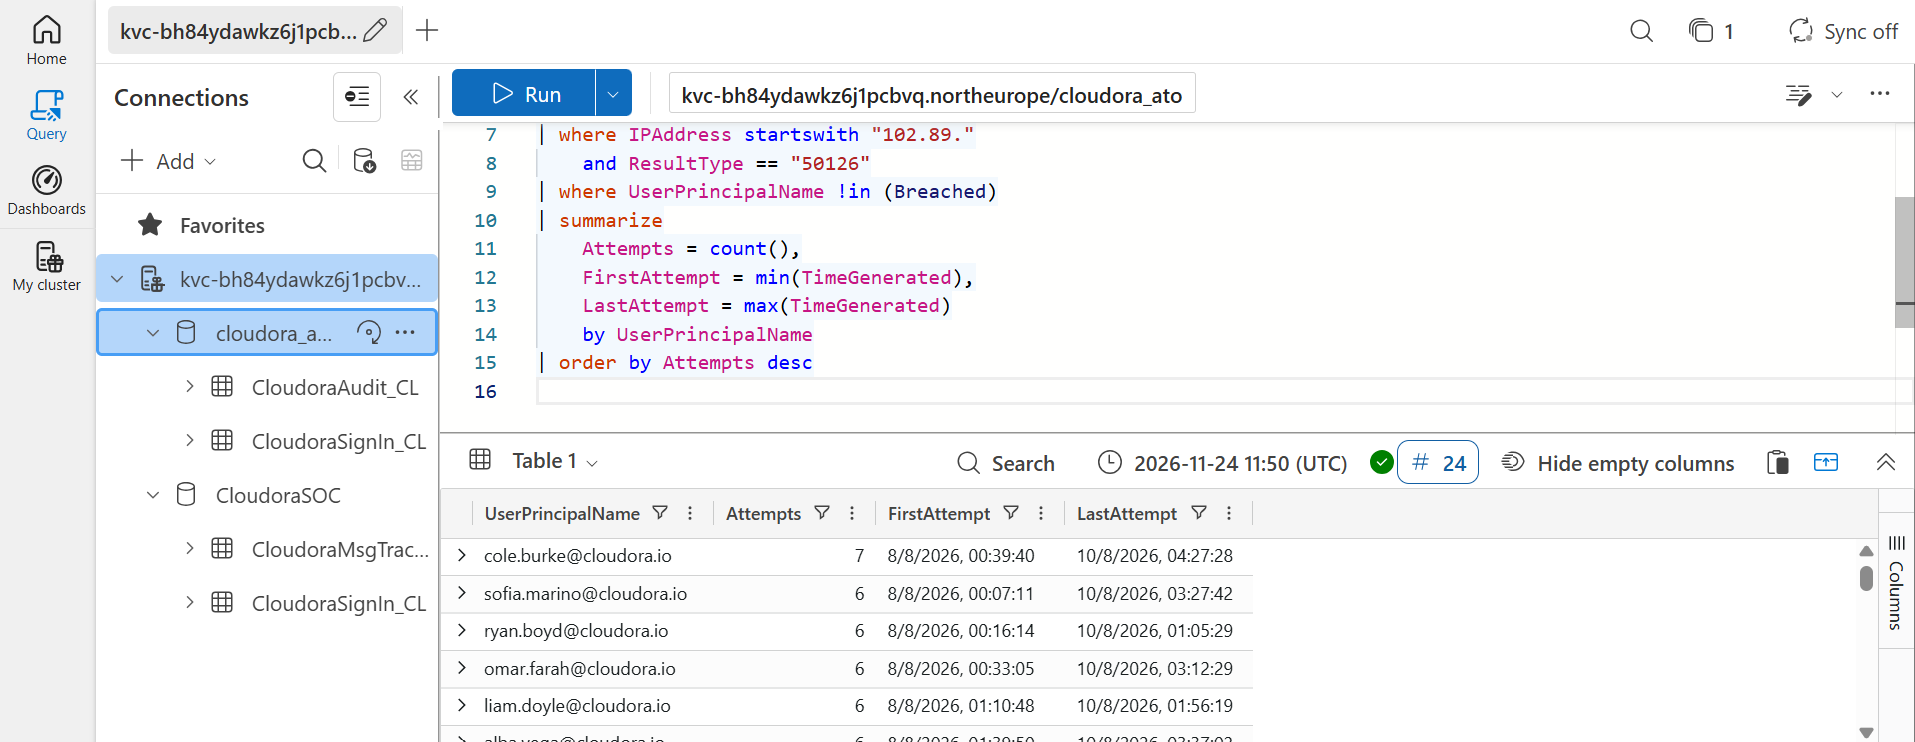 kvc-bh84ydawkz6j1pcb...
1
Sync off
Home
Query
Dashboards
My cluster
Connections
Add
Favorites
kvc-bh84ydawkz6j1pcbv...
cloudora_a...
CloudoraAudit_CL
CloudoraSignIn_CL
CloudoraSOC
CloudoraMsgTrac...
CloudoraSignIn_CL
Run
kvc-bh84ydawkz6j1pcbvq.northeurope/cloudora_ato
7 | where IPAddress startswith "102.89."
8 and ResultType == "50126"
9 | where UserPrincipalName !in (Breached)
10 | summarize
11 Attempts = count(),
12 FirstAttempt = min(TimeGenerated),
13 LastAttempt = max(TimeGenerated)
14 by UserPrincipalName
15 | order by Attempts desc
16
Table 1
Search
2026-11-24 11:50 (UTC)
# 24
Hide empty columns
UserPrincipalName Attempts FirstAttempt LastAttempt
cole.burke@cloudora.io 7 8/8/2026, 00:39:40 10/8/2026, 04:27:28
sofia.marino@cloudora.io 6 8/8/2026, 00:07:11 10/8/2026, 03:27:42
ryan.boyd@cloudora.io 6 8/8/2026, 00:16:14 10/8/2026, 01:05:29
omar.farah@cloudora.io 6 8/8/2026, 00:33:05 10/8/2026, 03:12:29
liam.doyle@cloudora.io 6 8/8/2026, 01:10:48 10/8/2026, 01:56:19
Columns